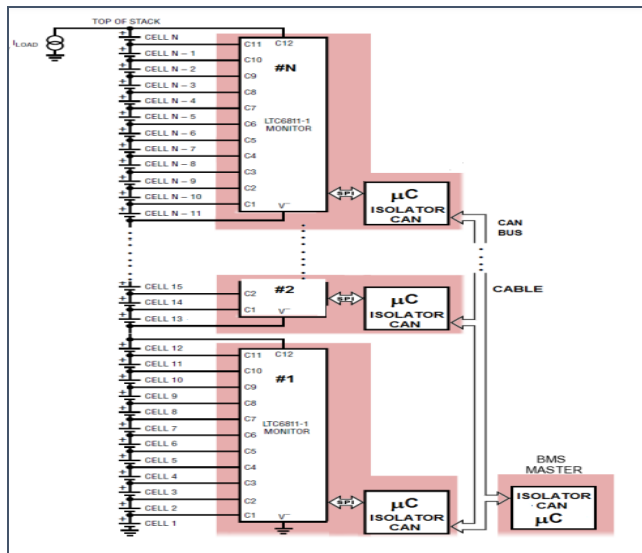 TOP OF STACK
ILOAD
CELL N
CELL N – 1
CELL N – 2
CELL N – 3
CELL N – 4
CELL N – 5
CELL N – 6
CELL N – 7
CELL N – 8
CELL N – 9
CELL N – 10
CELL N – 11
C11 C12
C10
C9
C8
C7
C6
C5
C4
C3
C2
C1 V–
#N
LTC6811-1
MONITOR
SPI
μC
ISOLATOR
CAN
CAN
BUS
CABLE
CELL 15
CELL 14
CELL 13
C2
C1
#2
V–
SPI
μC
ISOLATOR
CAN
CELL 12
CELL 11
CELL 10
CELL 9
CELL 8
CELL 7
CELL 6
CELL 5
CELL 4
CELL 3
CELL 2
CELL 1
C11 C12
C10
C9
C8
C7
C6
C5
C4
C3
C2
C1 V–
#1
LTC6811-1
MONITOR
SPI
μC
ISOLATOR
CAN
BMS
MASTER
ISOLATOR
CAN
μC